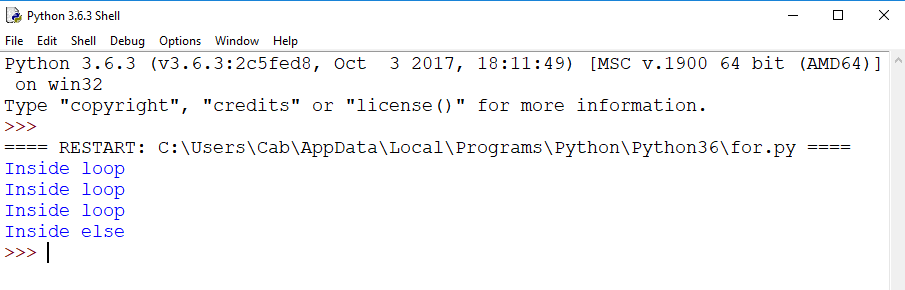 Python 3.6.3 Shell
File Edit Shell Debug Options Window Help
Python 3.6.3 (v3.6.3:2c5fed8, Oct  3 2017, 18:11:49) [MSC v.1900 64 bit (AMD64)]
 on win32
Type "copyright", "credits" or "license()" for more information.
>>>
==== RESTART: C:\Users\Cab\AppData\Local\Programs\Python\Python36\for.py ====
Inside loop
Inside loop
Inside loop
Inside else
>>>